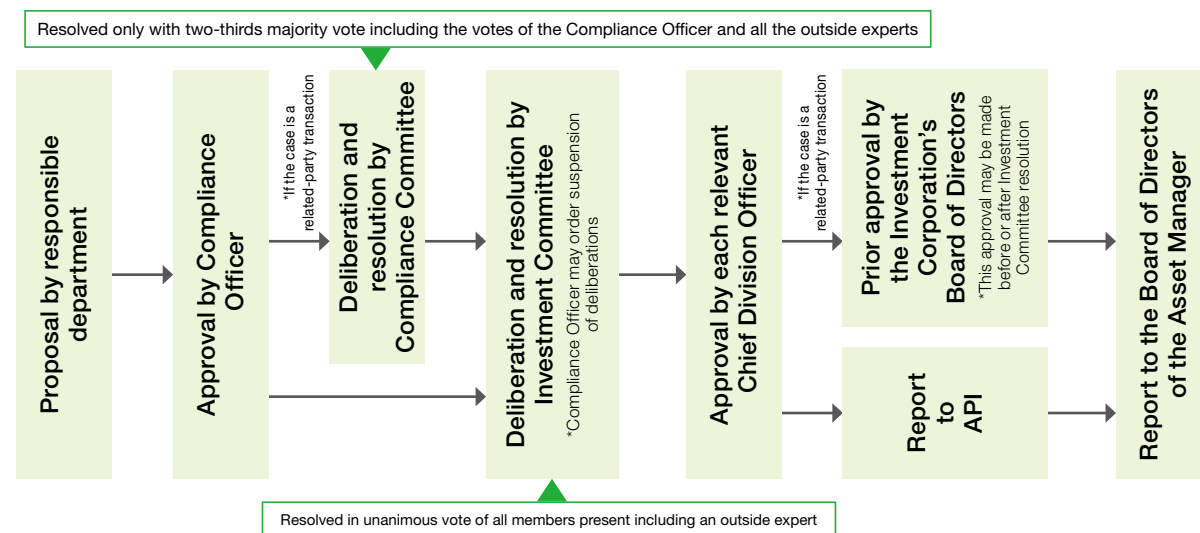 Resolved only with two-thirds majority vote including the votes of the Compliance Officer and all the outside experts
Proposal by responsible
department
Approval by Compliance
Officer
*If the case is a
related-party transaction
Deliberation and
resolution by
Compliance Committee
Deliberation and resolution by
Investment Committee
*Compliance Officer may order suspension
of deliberations
Approval by each relevant
Chief Division Officer
*If the case is a
related-party transaction
Prior approval by
the Investment
Corporation's
Board of Directors
*This approval may be made
before or after Investment
Committee resolution
Report
to
API
Report to the Board of Directors
of the Asset Manager
Resolved in unanimous vote of all members present including an outside expert